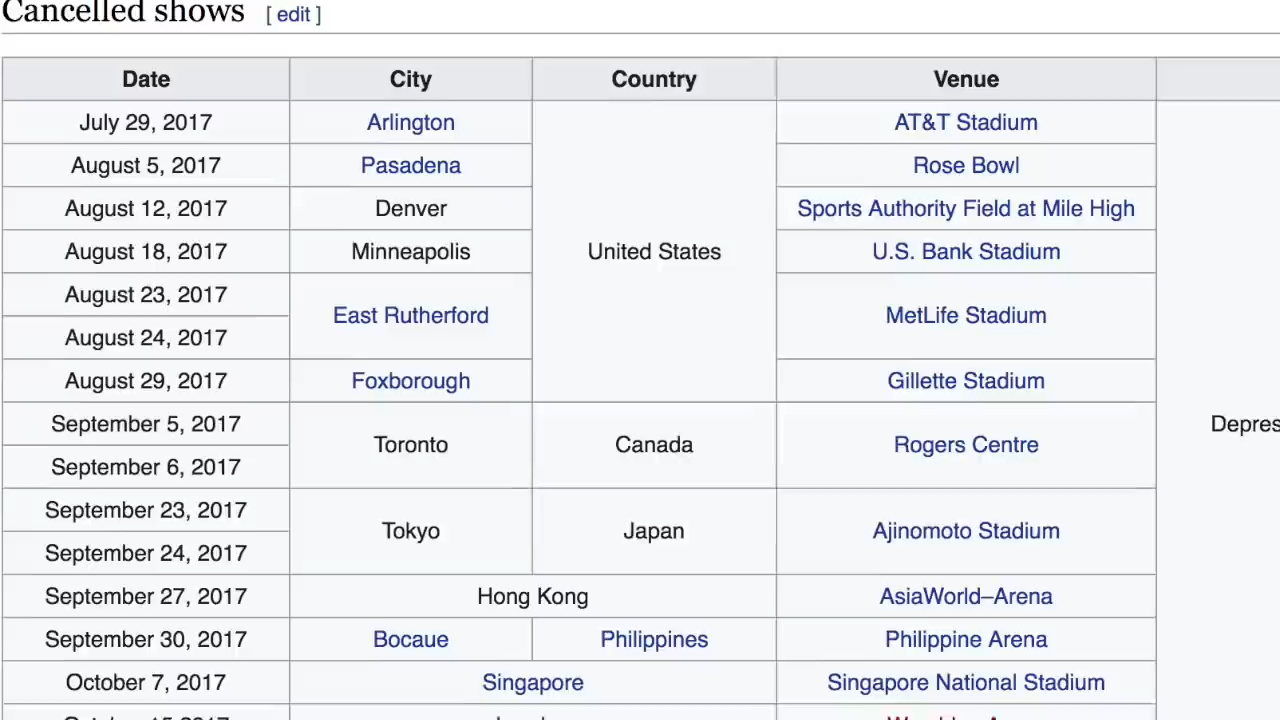 Cancelled shows [ edit ]
Date City Country Venue
July 29, 2017 Arlington AT&T Stadium
August 5, 2017 Pasadena Rose Bowl
August 12, 2017 Denver Sports Authority Field at Mile High
August 18, 2017 Minneapolis United States U.S. Bank Stadium
August 23, 2017
East Rutherford MetLife Stadium
August 24, 2017
August 29, 2017 Foxborough Gillette Stadium
September 5, 2017 Depres
Toronto Canada Rogers Centre
September 6, 2017
September 23, 2017
Tokyo Japan Ajinomoto Stadium
September 24, 2017
September 27, 2017 Hong Kong AsiaWorld–Arena
September 30, 2017 Bocaue Philippines Philippine Arena
October 7, 2017 Singapore Singapore National Stadium